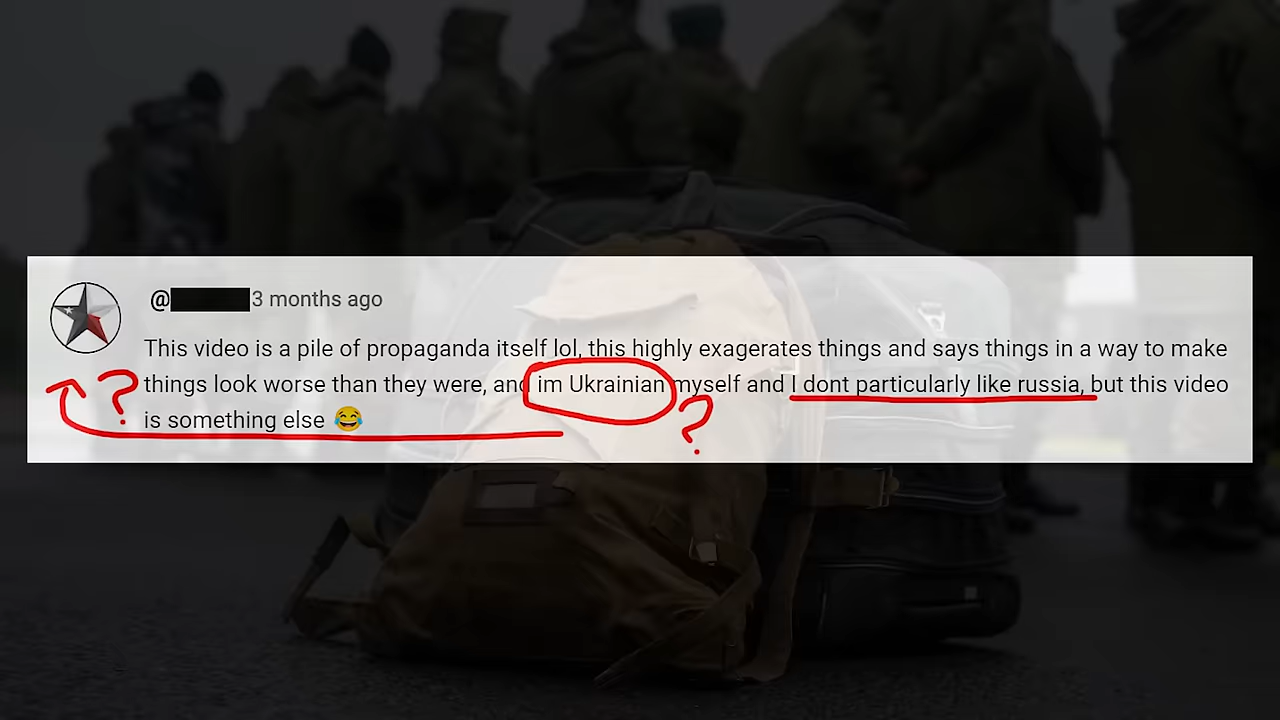 @ 3 months ago
This video is a pile of propaganda itself lol, this highly exagerates things and says things in a way to make
things look worse than they were, and im Ukrainian myself and I dont particularly like russia, but this video
is something else 😂
?
?